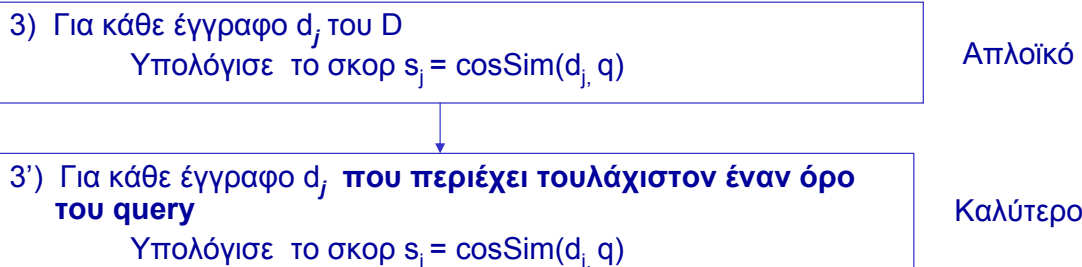 3) Για κάθε έγγραφο dj του D
Υπολόγισε το σκορ sj = cosSim(dj, q)
Απλοϊκό
3’) Για κάθε έγγραφο dj που περιέχει τουλάχιστον έναν όρο
του query
Υπολόγισε το σκορ sj = cosSim(dj, q)
Καλύτερο